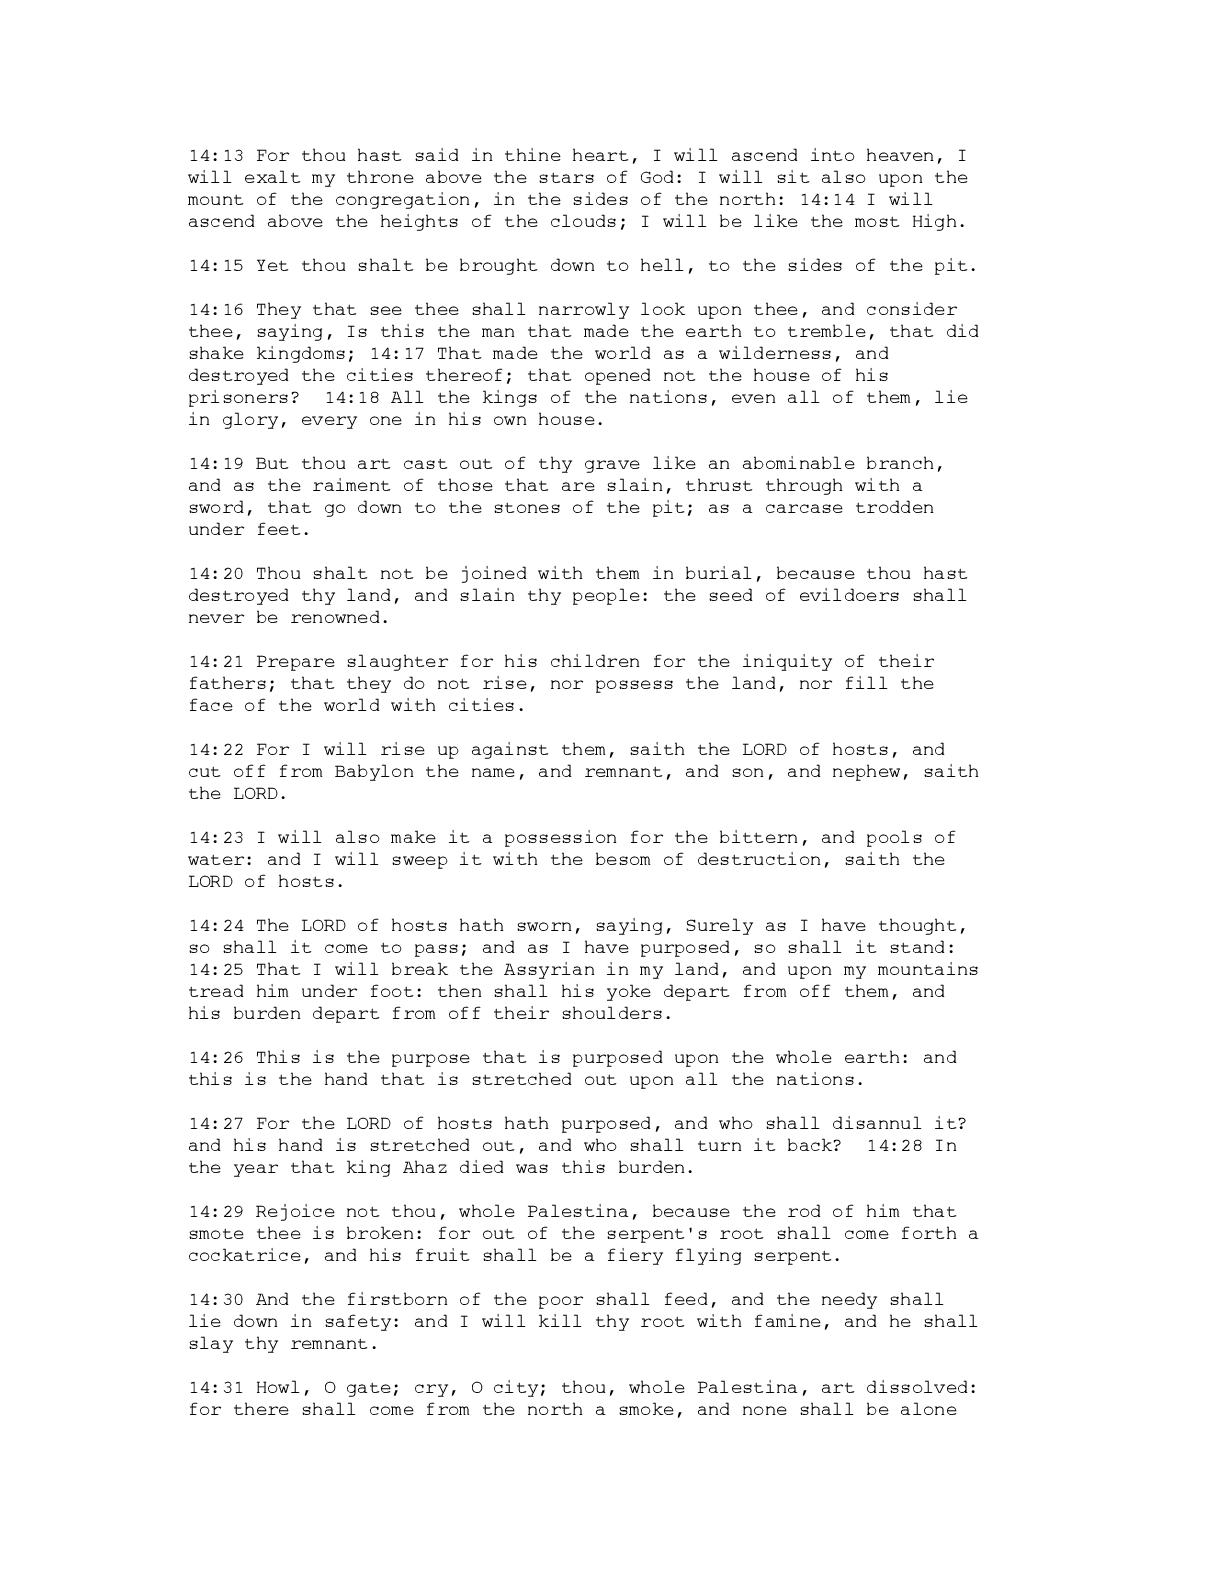 14:13 For thou hast said in thine heart, I will ascend into heaven, I
will exalt my throne above the stars of God: I will sit also upon the
mount of the congregation, in the sides of the north: 14:14 I will
ascend above the heights of the clouds; I will be like the most High.
14:15 Yet thou shalt be brought down to hell, to the sides of the pit.
14:16 They that see thee shall narrowly look upon thee, and consider
thee, saying, Is this the man that made the earth to tremble, that did
shake kingdoms; 14:17 That made the world as a wilderness, and
destroyed the cities thereof; that opened not the house of his
prisoners?  14:18 All the kings of the nations, even all of them, lie
in glory, every one in his own house.
14:19 But thou art cast out of thy grave like an abominable branch,
and as the raiment of those that are slain, thrust through with a
sword, that go down to the stones of the pit; as a carcase trodden
under feet.
14:20 Thou shalt not be joined with them in burial, because thou hast
destroyed thy land, and slain thy people: the seed of evildoers shall
never be renowned.
14:21 Prepare slaughter for his children for the iniquity of their
fathers; that they do not rise, nor possess the land, nor fill the
face of the world with cities.
14:22 For I will rise up against them, saith the LORD of hosts, and
cut off from Babylon the name, and remnant, and son, and nephew, saith
the LORD.
14:23 I will also make it a possession for the bittern, and pools of
water: and I will sweep it with the besom of destruction, saith the
LORD of hosts.
14:24 The LORD of hosts hath sworn, saying, Surely as I have thought,
so shall it come to pass; and as I have purposed, so shall it stand:
14:25 That I will break the Assyrian in my land, and upon my mountains
tread him under foot: then shall his yoke depart from off them, and
his burden depart from off their shoulders.
14:26 This is the purpose that is purposed upon the whole earth: and
this is the hand that is stretched out upon all the nations.
14:27 For the LORD of hosts hath purposed, and who shall disannul it?
and his hand is stretched out, and who shall turn it back?  14:28 In
the year that king Ahaz died was this burden.
14:29 Rejoice not thou, whole Palestina, because the rod of him that
smote thee is broken: for out of the serpent's root shall come forth a
cockatrice, and his fruit shall be a fiery flying serpent.
14:30 And the firstborn of the poor shall feed, and the needy shall
lie down in safety: and I will kill thy root with famine, and he shall
slay thy remnant.
14:31 Howl, O gate; cry, O city; thou, whole Palestina, art dissolved:
for there shall come from the north a smoke, and none shall be alone